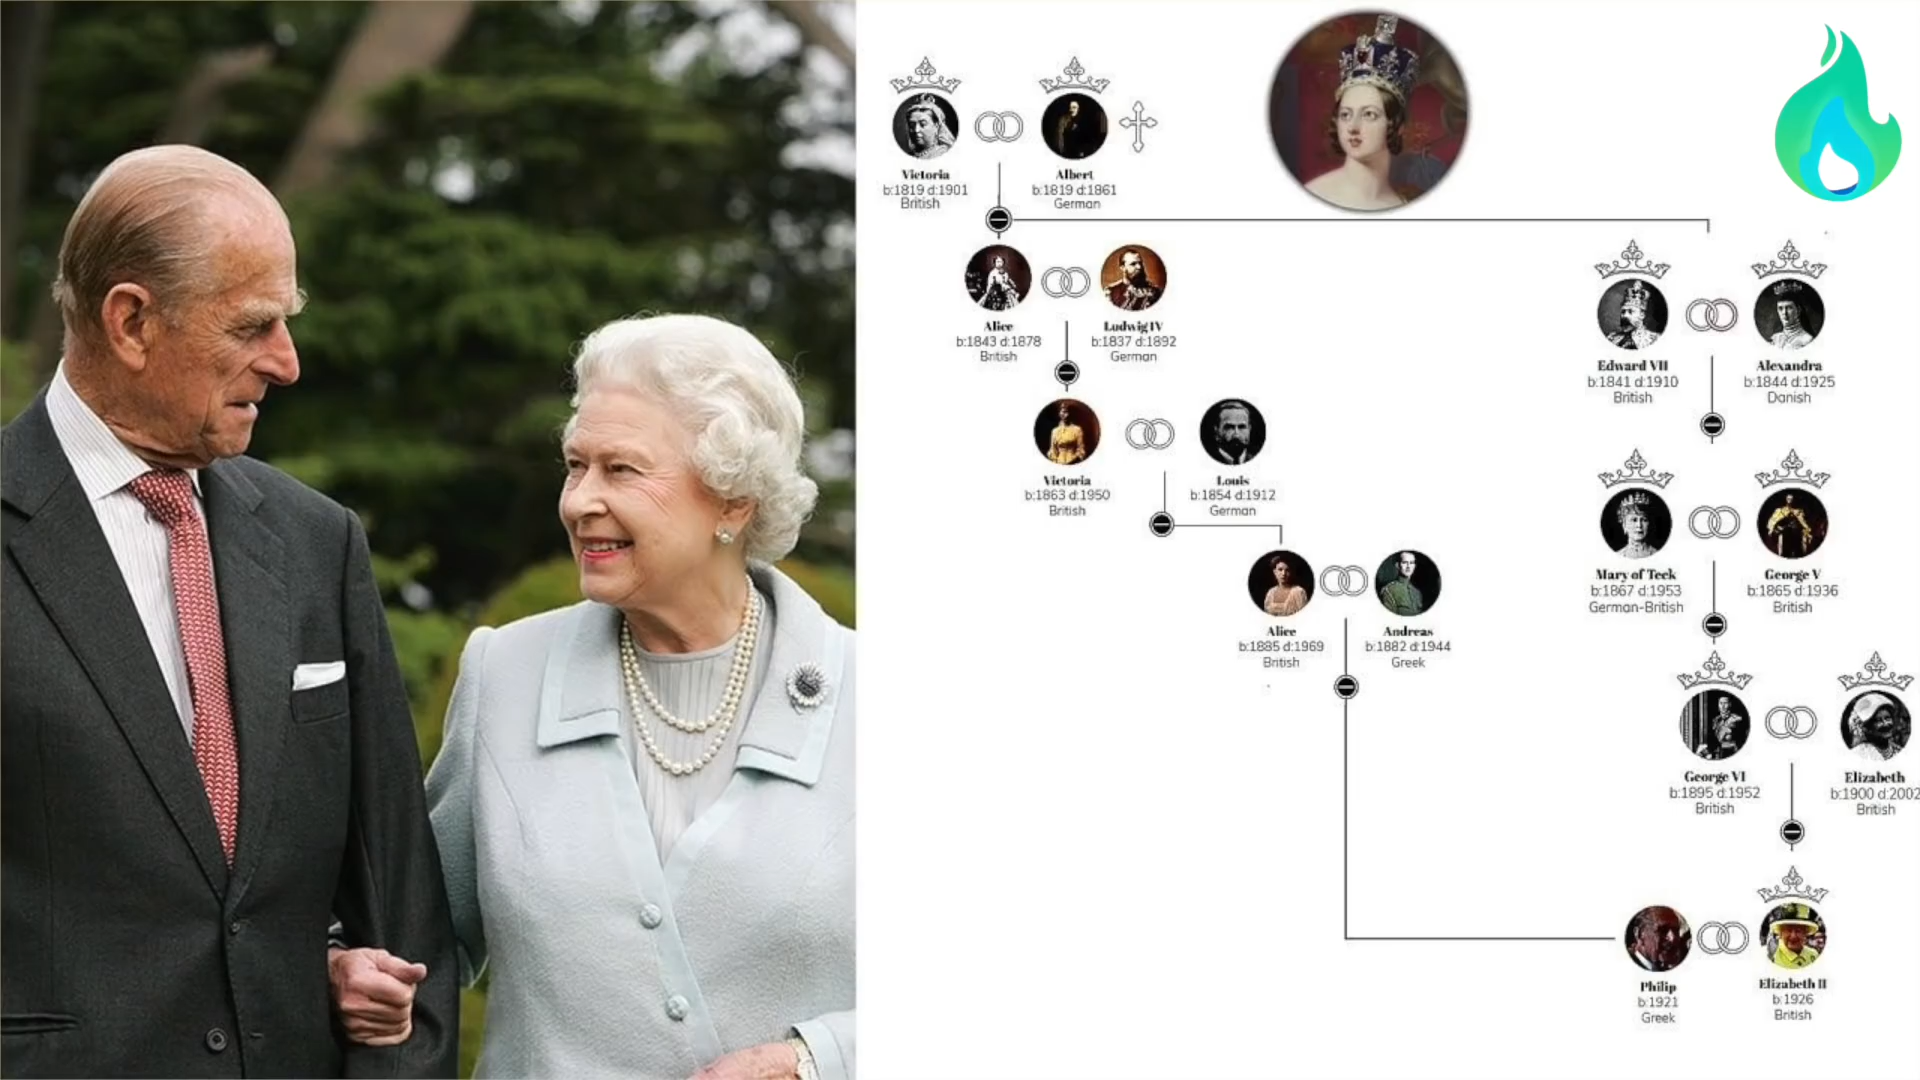 Victoria
b:1819 d:1901
British
Albert
b:1819 d:1861
German
Alice
b:1843 d:1878
British
Ludwig IV
b:1837 d:1892
German
Edward VII
b:1841 d:1910
British
Alexandra
b:1844 d:1925
Danish
Victoria
b:1863 d:1950
British
Louis
b:1854 d:1912
German
Mary of Teck
b:1867 d:1953
German-British
George V
b:1865 d:1936
British
Alice
b:1885 d:1969
British
Andreas
b:1882 d:1944
Greek
George VI
b:1895 d:1952
British
Elizabeth
b:1900 d:2002
British
Philip
b:1921
Greek
Elizabeth II
b:1926
British